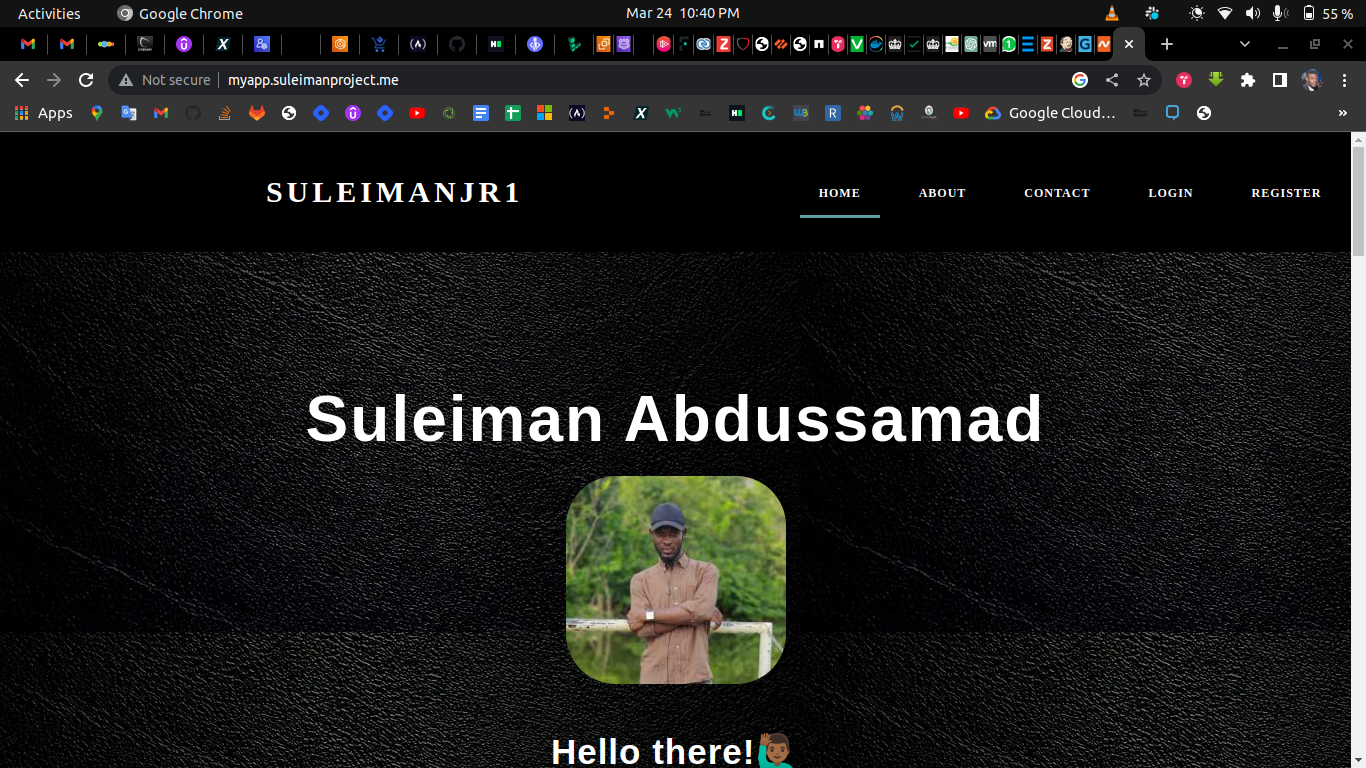 Activities Google Chrome Mar 24 10:40 PM 55 %
Not secure myapp.suleimanproject.me
Apps Google Cloud…
SULEIMANJR1 HOME ABOUT CONTACT LOGIN REGISTER
Suleiman Abdussamad
Hello there!🙋🏾‍♂️